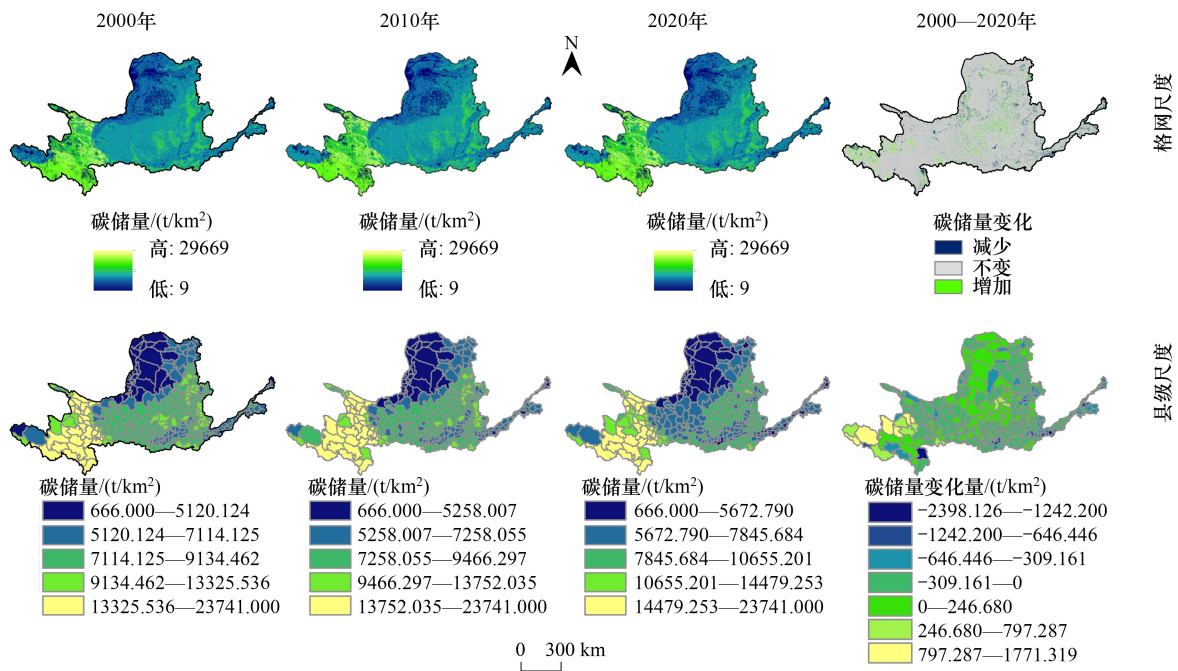 2000年
2010年
2020年
2000—2020年
N
格网尺度
碳储量/(t/km²)
高: 29669
低: 9
碳储量/(t/km²)
高: 29669
低: 9
碳储量/(t/km²)
高: 29669
低: 9
碳储量变化
减少
不变
增加
县级尺度
碳储量/(t/km²)
666.000—5120.124
5120.124—7114.125
7114.125—9134.462
9134.462—13325.536
13325.536—23741.000
碳储量/(t/km²)
666.000—5258.007
5258.007—7258.055
7258.055—9466.297
9466.297—13752.035
13752.035—23741.000
碳储量/(t/km²)
666.000—5672.790
5672.790—7845.684
7845.684—10655.201
10655.201—14479.253
14479.253—23741.000
碳储量变化量/(t/km²)
−2398.126—−1242.200
−1242.200—−646.446
−646.446—−309.161
−309.161—0
0—246.680
246.680—797.287
797.287—1771.319
0 300 km